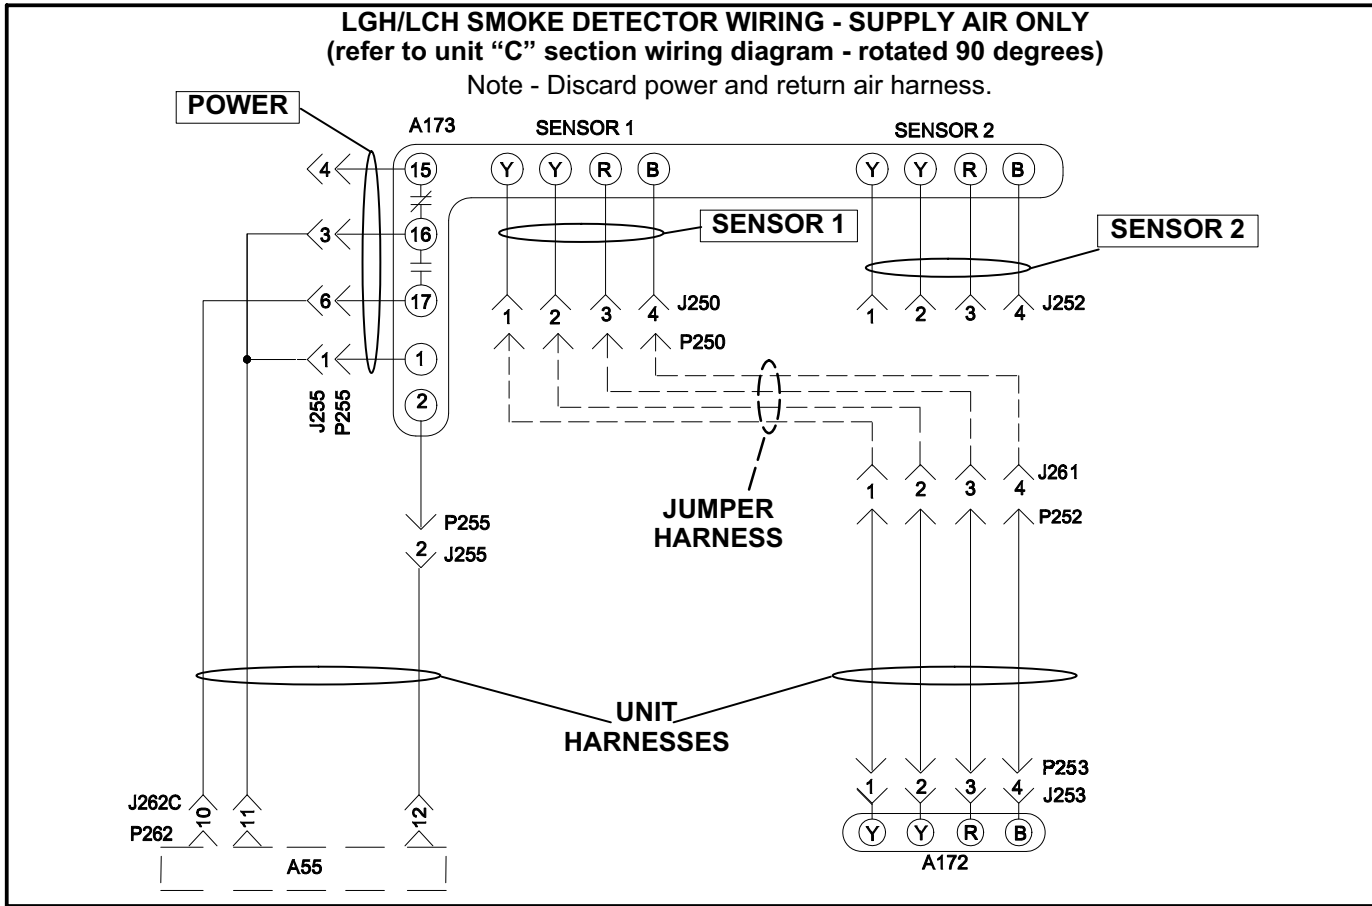 LGH/LCH SMOKE DETECTOR WIRING - SUPPLY AIR ONLY
(refer to unit “C” section wiring diagram - rotated 90 degrees)
Note - Discard power and return air harness.
POWER
A173
SENSOR 1
SENSOR 2
4
15
Y
Y
R
B
Y
Y
R
B
3
16
SENSOR 1
SENSOR 2
6
17
1
2
3
4
J250
1
2
3
4
J252
P250
1
1
J255
P255
2
JUMPER
HARNESS
1
2
3
4
J261
P252
P255
2
J255
UNIT
HARNESSES
P253
1
2
3
4
J253
J262C
10
11
12
P262
Y
Y
R
B
A55
A172